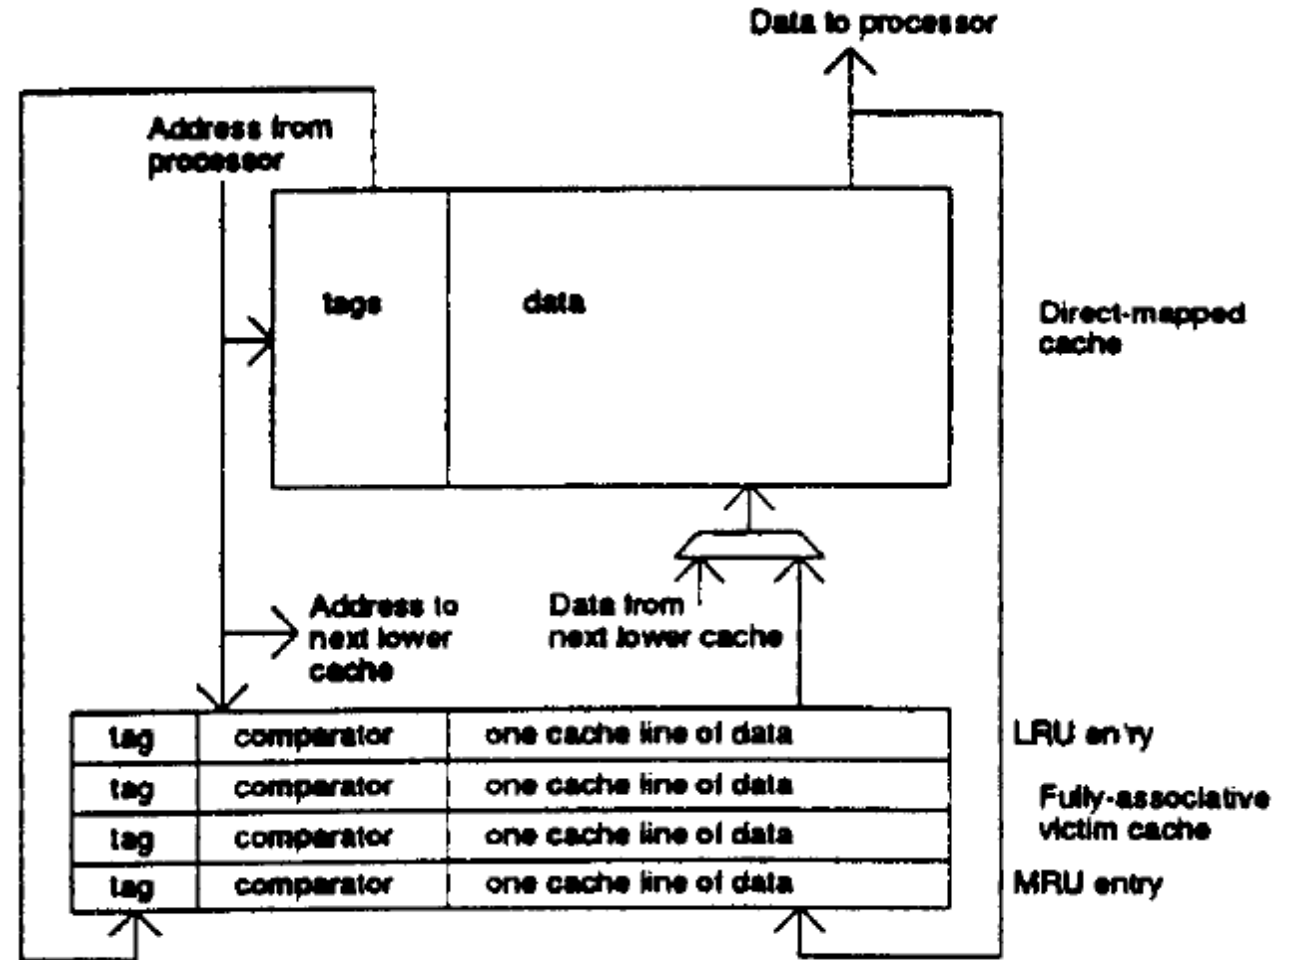 Data to processor
Address from
processor
tags
data
Direct-mapped
cache
Address to
next lower
cache
Data from
next lower cache
tag comparator one cache line of data
LRU entry
tag comparator one cache line of data
Fully-associative
victim cache
tag comparator one cache line of data
tag comparator one cache line of data
MRU entry